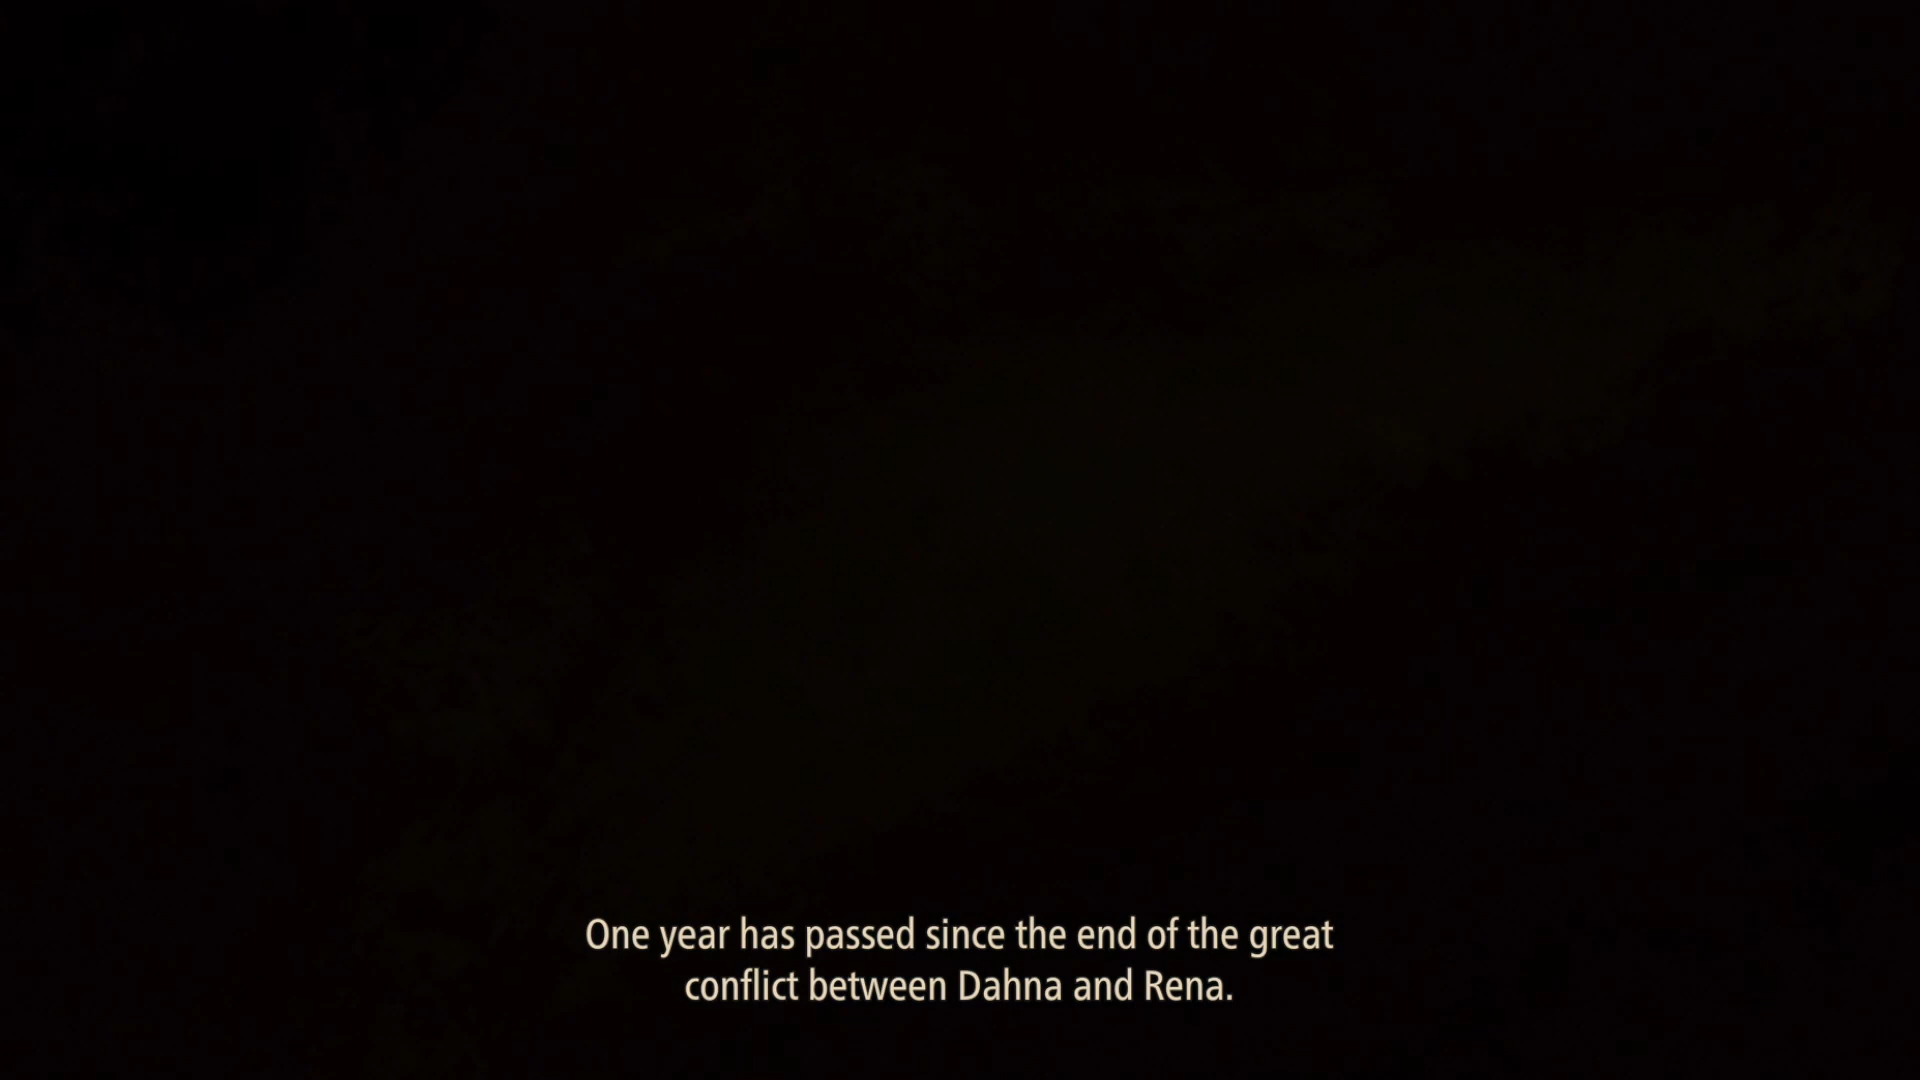 One year has passed since the end of the great
conflict between Dahna and Rena.